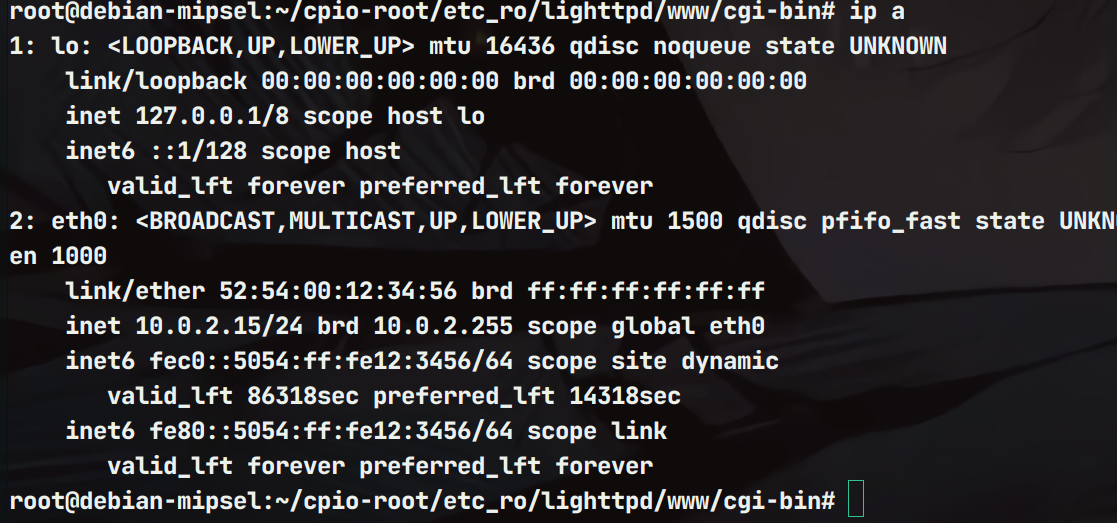 root@debian-mipsel:~/cpio-root/etc_ro/lighttpd/www/cgi-bin# ip a
1: lo: <LOOPBACK,UP,LOWER_UP> mtu 16436 qdisc noqueue state UNKNOWN
    link/loopback 00:00:00:00:00:00 brd 00:00:00:00:00:00
    inet 127.0.0.1/8 scope host lo
    inet6 ::1/128 scope host
       valid_lft forever preferred_lft forever
2: eth0: <BROADCAST,MULTICAST,UP,LOWER_UP> mtu 1500 qdisc pfifo_fast state UNKN
en 1000
    link/ether 52:54:00:12:34:56 brd ff:ff:ff:ff:ff:ff
    inet 10.0.2.15/24 brd 10.0.2.255 scope global eth0
    inet6 fec0::5054:ff:fe12:3456/64 scope site dynamic
       valid_lft 86318sec preferred_lft 14318sec
    inet6 fe80::5054:ff:fe12:3456/64 scope link
       valid_lft forever preferred_lft forever
root@debian-mipsel:~/cpio-root/etc_ro/lighttpd/www/cgi-bin#